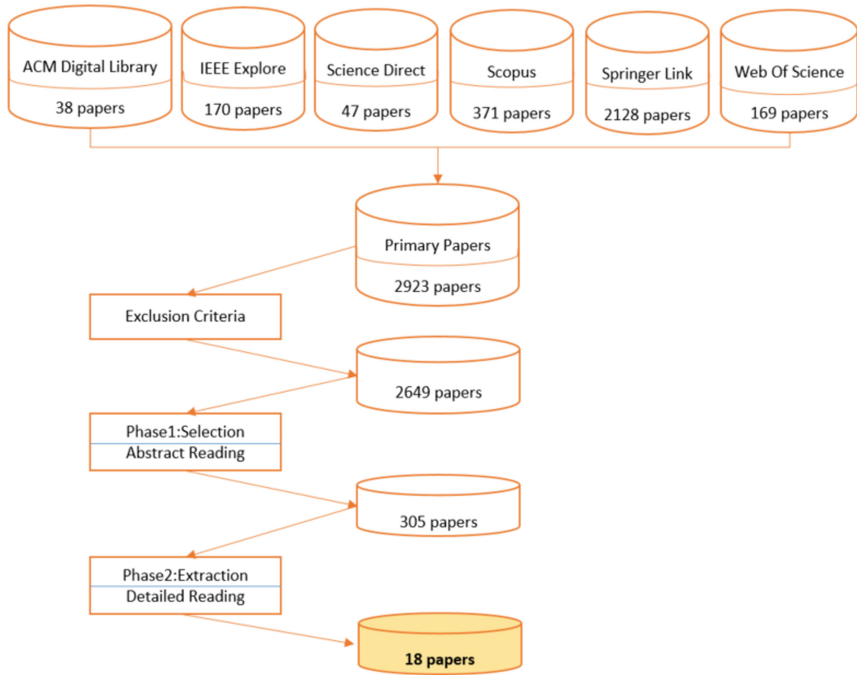 ACM Digital Library
38 papers
IEEE Explore
170 papers
Science Direct
47 papers
Scopus
371 papers
Springer Link
2128 papers
Web Of Science
169 papers
Primary Papers
2923 papers
Exclusion Criteria
2649 papers
Phase1:Selection
Abstract Reading
305 papers
Phase2:Extraction
Detailed Reading
18 papers